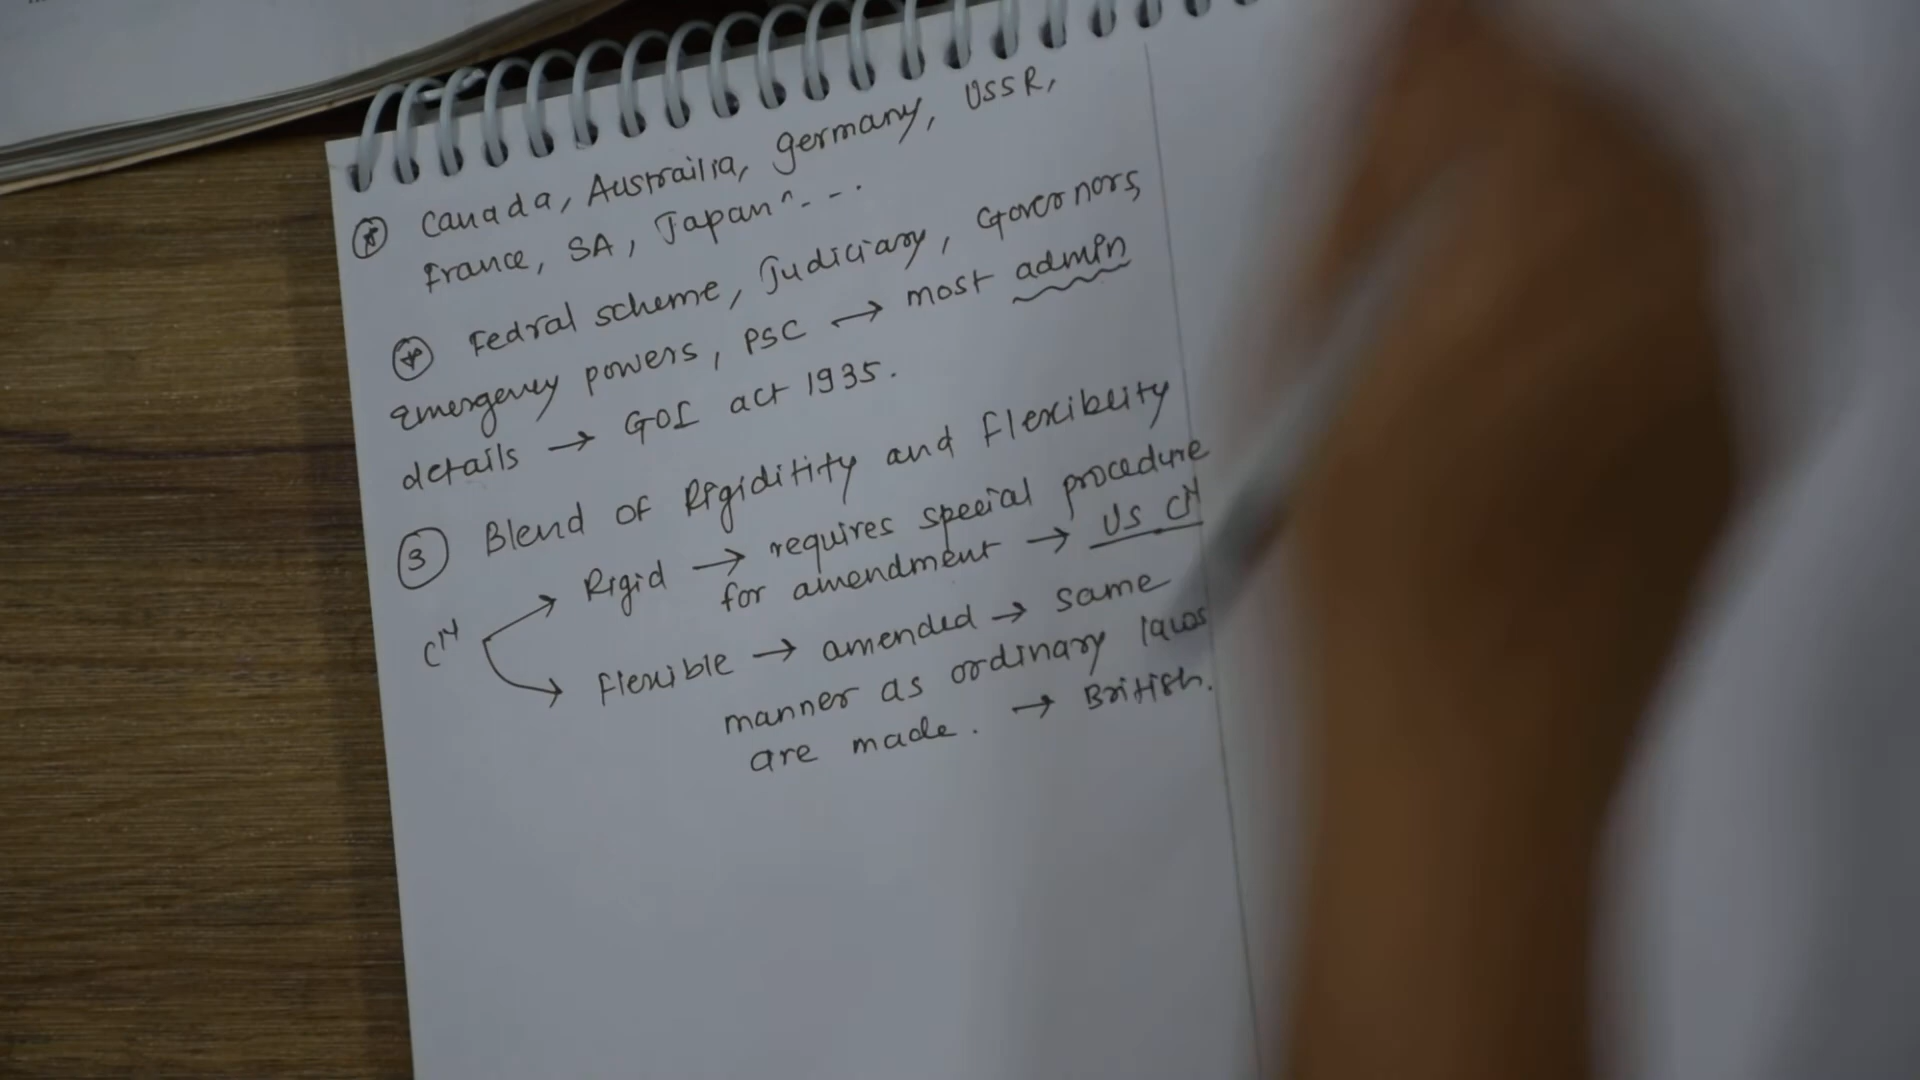 Canada, Austrailia, Germany, USSR,
France, SA, Japan - - .
Fedral scheme, Judiciary, Governors,
emergency powers, PSC → most admin
details → GOI act 1935.
③ Blend of Rigiditity and Flexiblity
Rigid → requires special procedure
for amendment → US Cᴺ
Cᴺ
Flexible → amended → same
manner as ordinary laws
are made. → British.